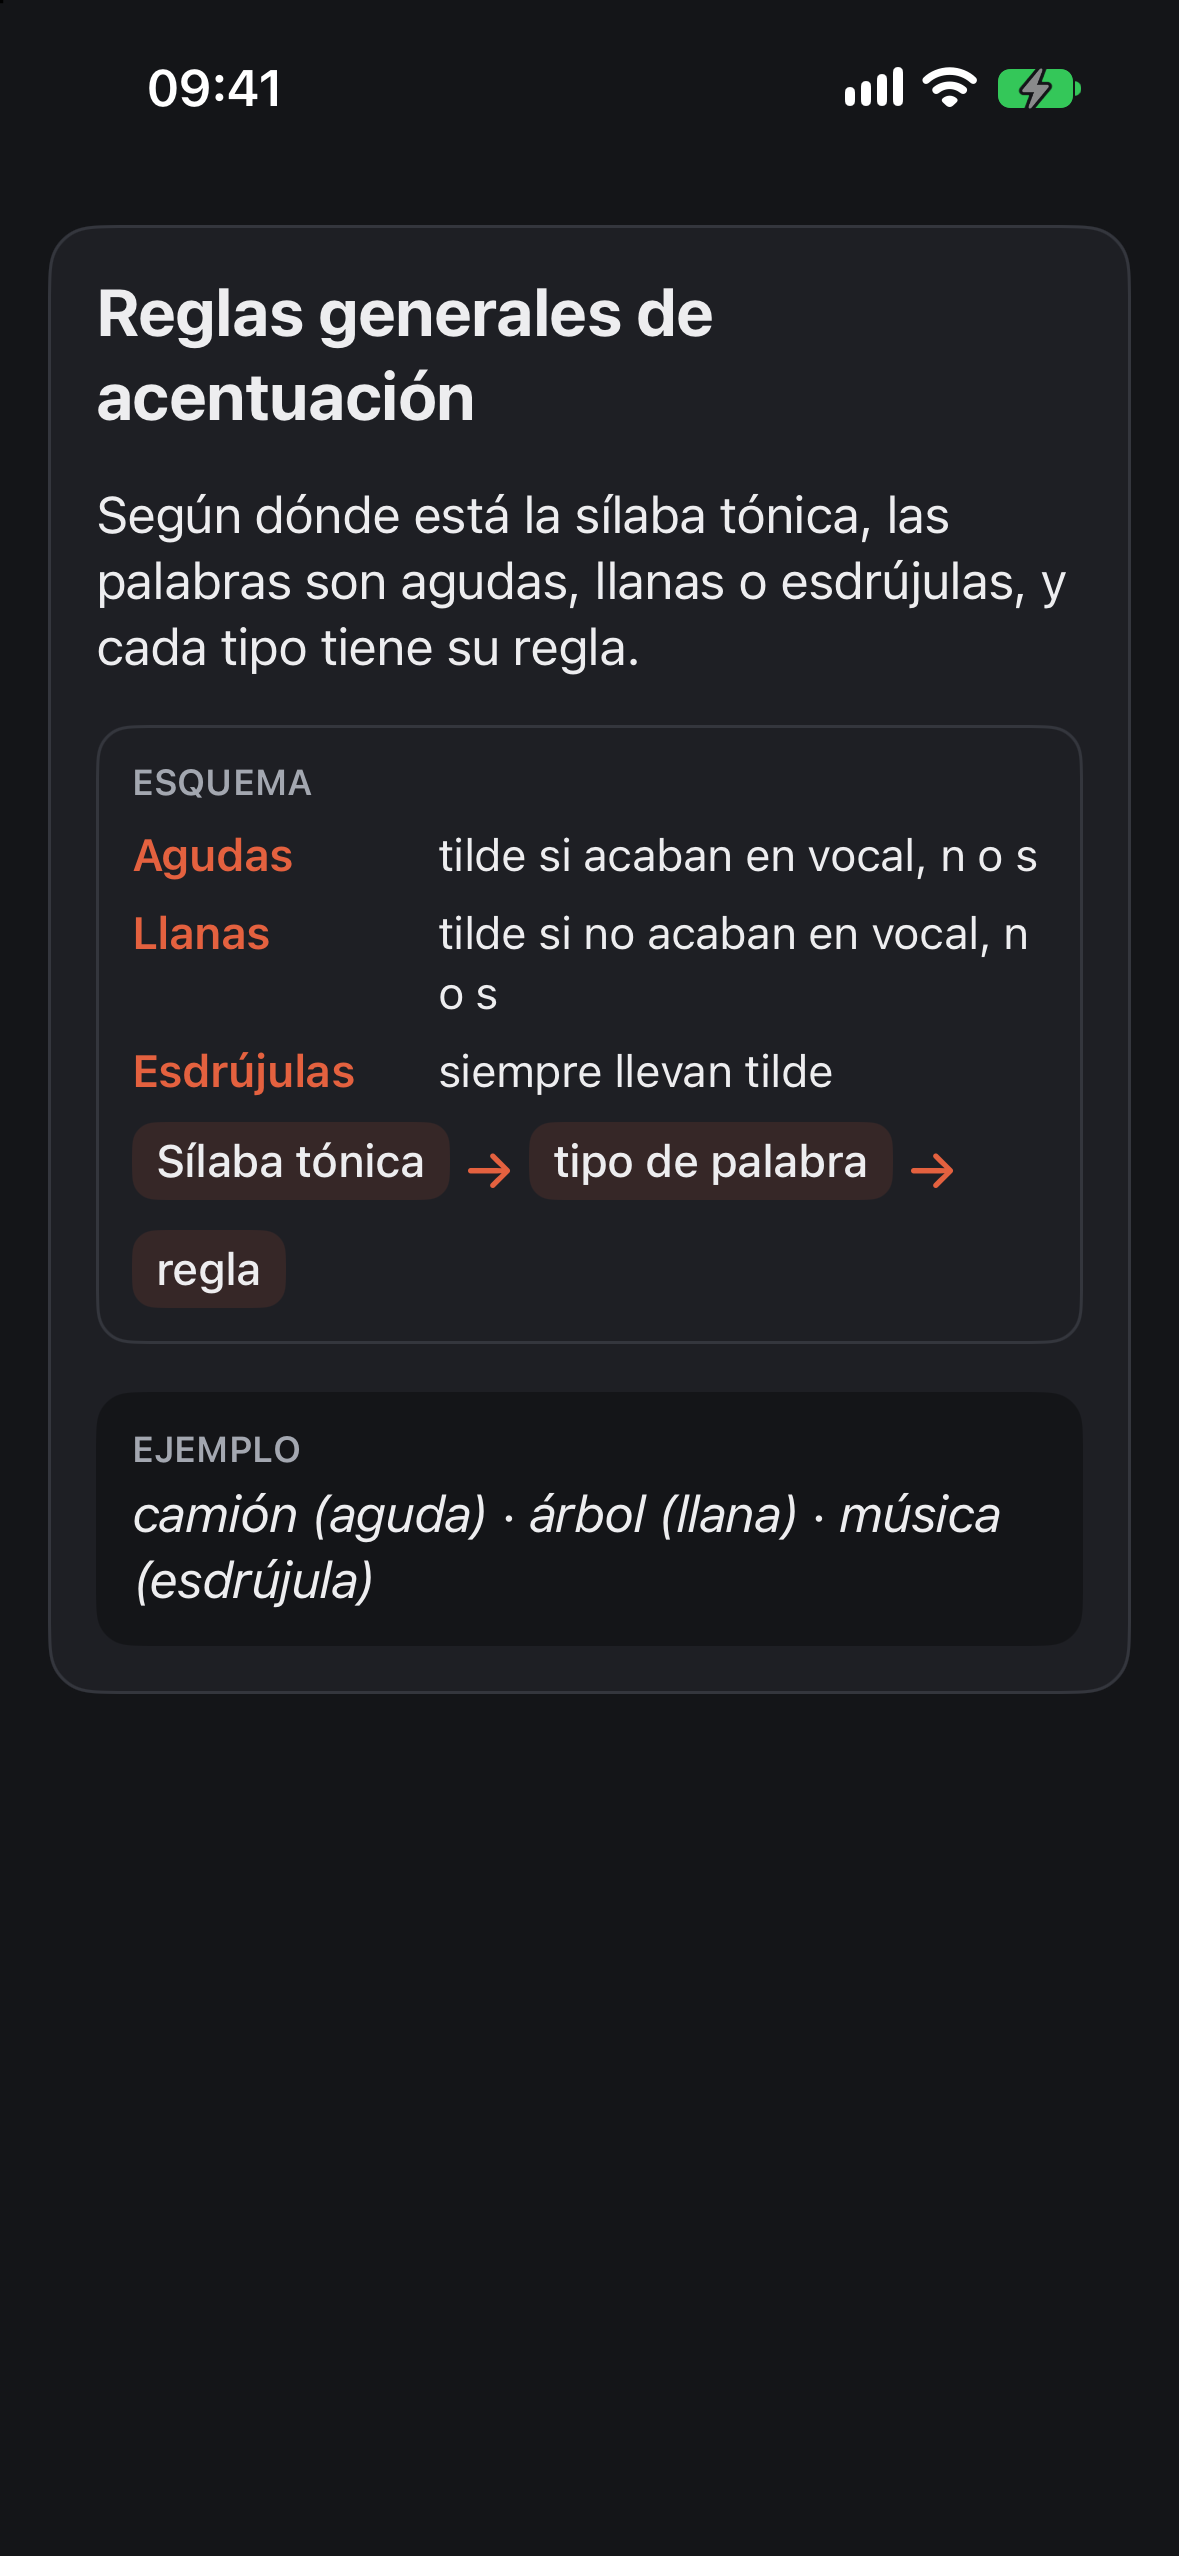 09:41
Reglas generales de
acentuación
Según dónde está la sílaba tónica, las
palabras son agudas, llanas o esdrújulas, y
cada tipo tiene su regla.
ESQUEMA
Agudas tilde si acaban en vocal, n o s
Llanas tilde si no acaban en vocal, n
o s
Esdrújulas siempre llevan tilde
Sílaba tónica → tipo de palabra →
regla
EJEMPLO
camión (aguda) · árbol (llana) · música
(esdrújula)